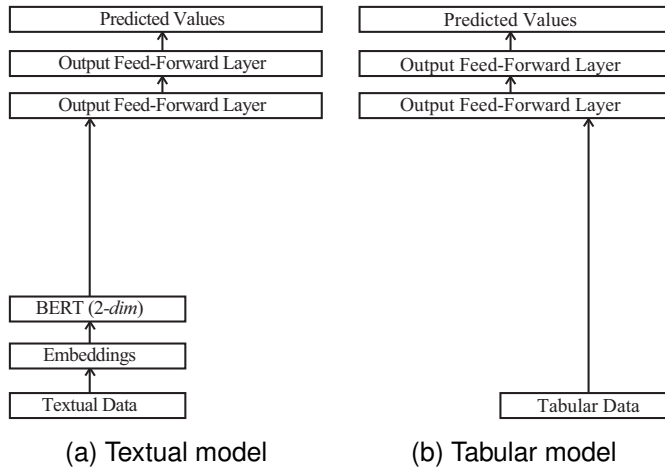 Predicted Values
Output Feed-Forward Layer
Output Feed-Forward Layer
BERT (2-dim)
Embeddings
Textual Data
(a) Textual model
Predicted Values
Output Feed-Forward Layer
Output Feed-Forward Layer
Tabular Data
(b) Tabular model